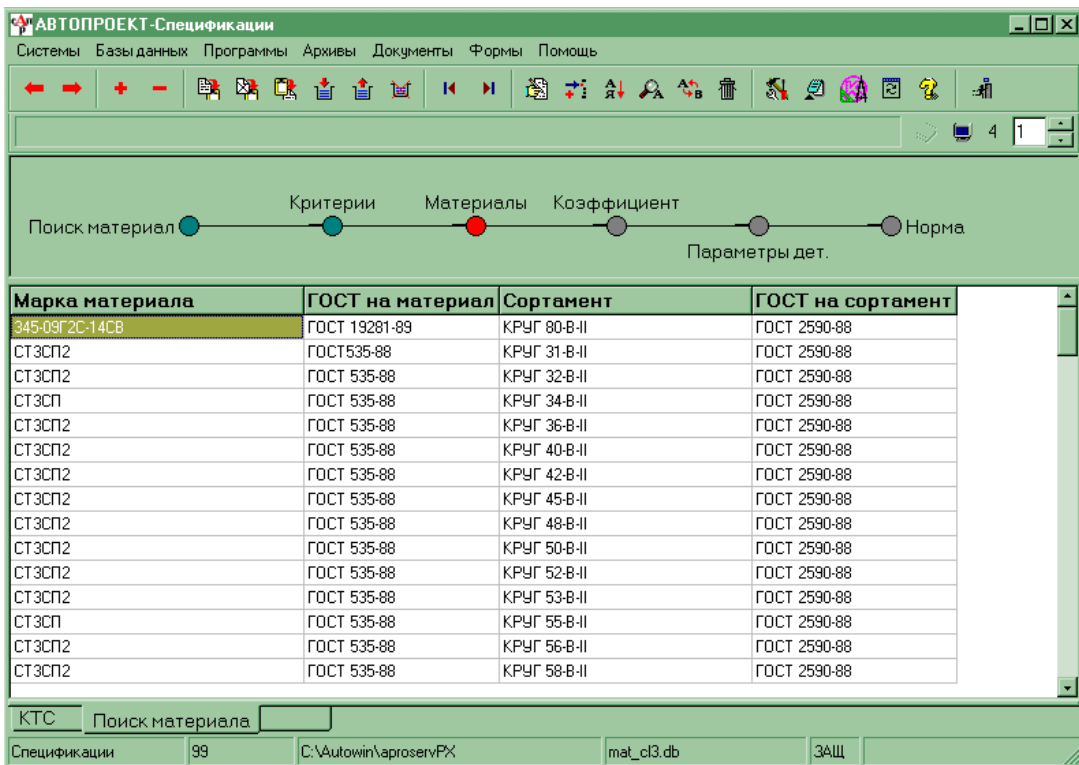 АВТОПРОЕКТ-Спецификации
Системы Базы данных Программы Архивы Документы Формы Помощь
4 1
Критерии Материалы Коэффициент
Поиск материал Норма
Параметры дет.
Марка материала ГОСТ на материал Сортамент ГОСТ на сортамент
345-09Г2С-14СВ ГОСТ 19281-89 КРУГ 80-В-II ГОСТ 2590-88
СТ3СП2 ГОСТ535-88 КРУГ 31-В-II ГОСТ 2590-88
СТ3СП2 ГОСТ 535-88 КРУГ 32-В-II ГОСТ 2590-88
СТ3СП ГОСТ 535-88 КРУГ 34-В-II ГОСТ 2590-88
СТ3СП2 ГОСТ 535-88 КРУГ 36-В-II ГОСТ 2590-88
СТ3СП2 ГОСТ 535-88 КРУГ 40-В-II ГОСТ 2590-88
СТ3СП2 ГОСТ 535-88 КРУГ 42-В-II ГОСТ 2590-88
СТ3СП2 ГОСТ 535-88 КРУГ 45-В-II ГОСТ 2590-88
СТ3СП2 ГОСТ 535-88 КРУГ 48-В-II ГОСТ 2590-88
СТ3СП2 ГОСТ 535-88 КРУГ 50-В-II ГОСТ 2590-88
СТ3СП2 ГОСТ 535-88 КРУГ 52-В-II ГОСТ 2590-88
СТ3СП2 ГОСТ 535-88 КРУГ 53-В-II ГОСТ 2590-88
СТ3СП ГОСТ 535-88 КРУГ 55-В-II ГОСТ 2590-88
СТ3СП2 ГОСТ 535-88 КРУГ 56-В-II ГОСТ 2590-88
СТ3СП2 ГОСТ 535-88 КРУГ 58-В-II ГОСТ 2590-88
КТС Поиск материала
Спецификации 99 C:\Autowin\aproservPX mat_cl3.db ЗАЩ